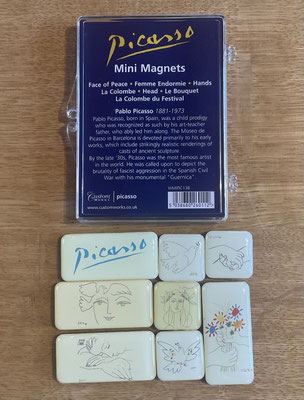 Picasso
Mini Magnets
Face of Peace • Femme Endormie • Hands
La Colombe • Head • Le Bouquet
La Colombe du Festival
Pablo Picasso 1881-1973
Pablo Picasso, born in Spain, was a child prodigy
who was recognized as such by his art-teacher
father, who ably led him along. The Museo de
Picasso in Barcelona is devoted primarily to his early
works, which include strikingly realistic renderings of
casts of ancient sculpture.
By the late '30s, Picasso was the most famous artist
in the world. He was called upon to depict the
brutality of fascist aggression in the Spanish Civil
War with his monumental "Guernica".
Customworks | picasso
www.customworks.co.uk
Picasso